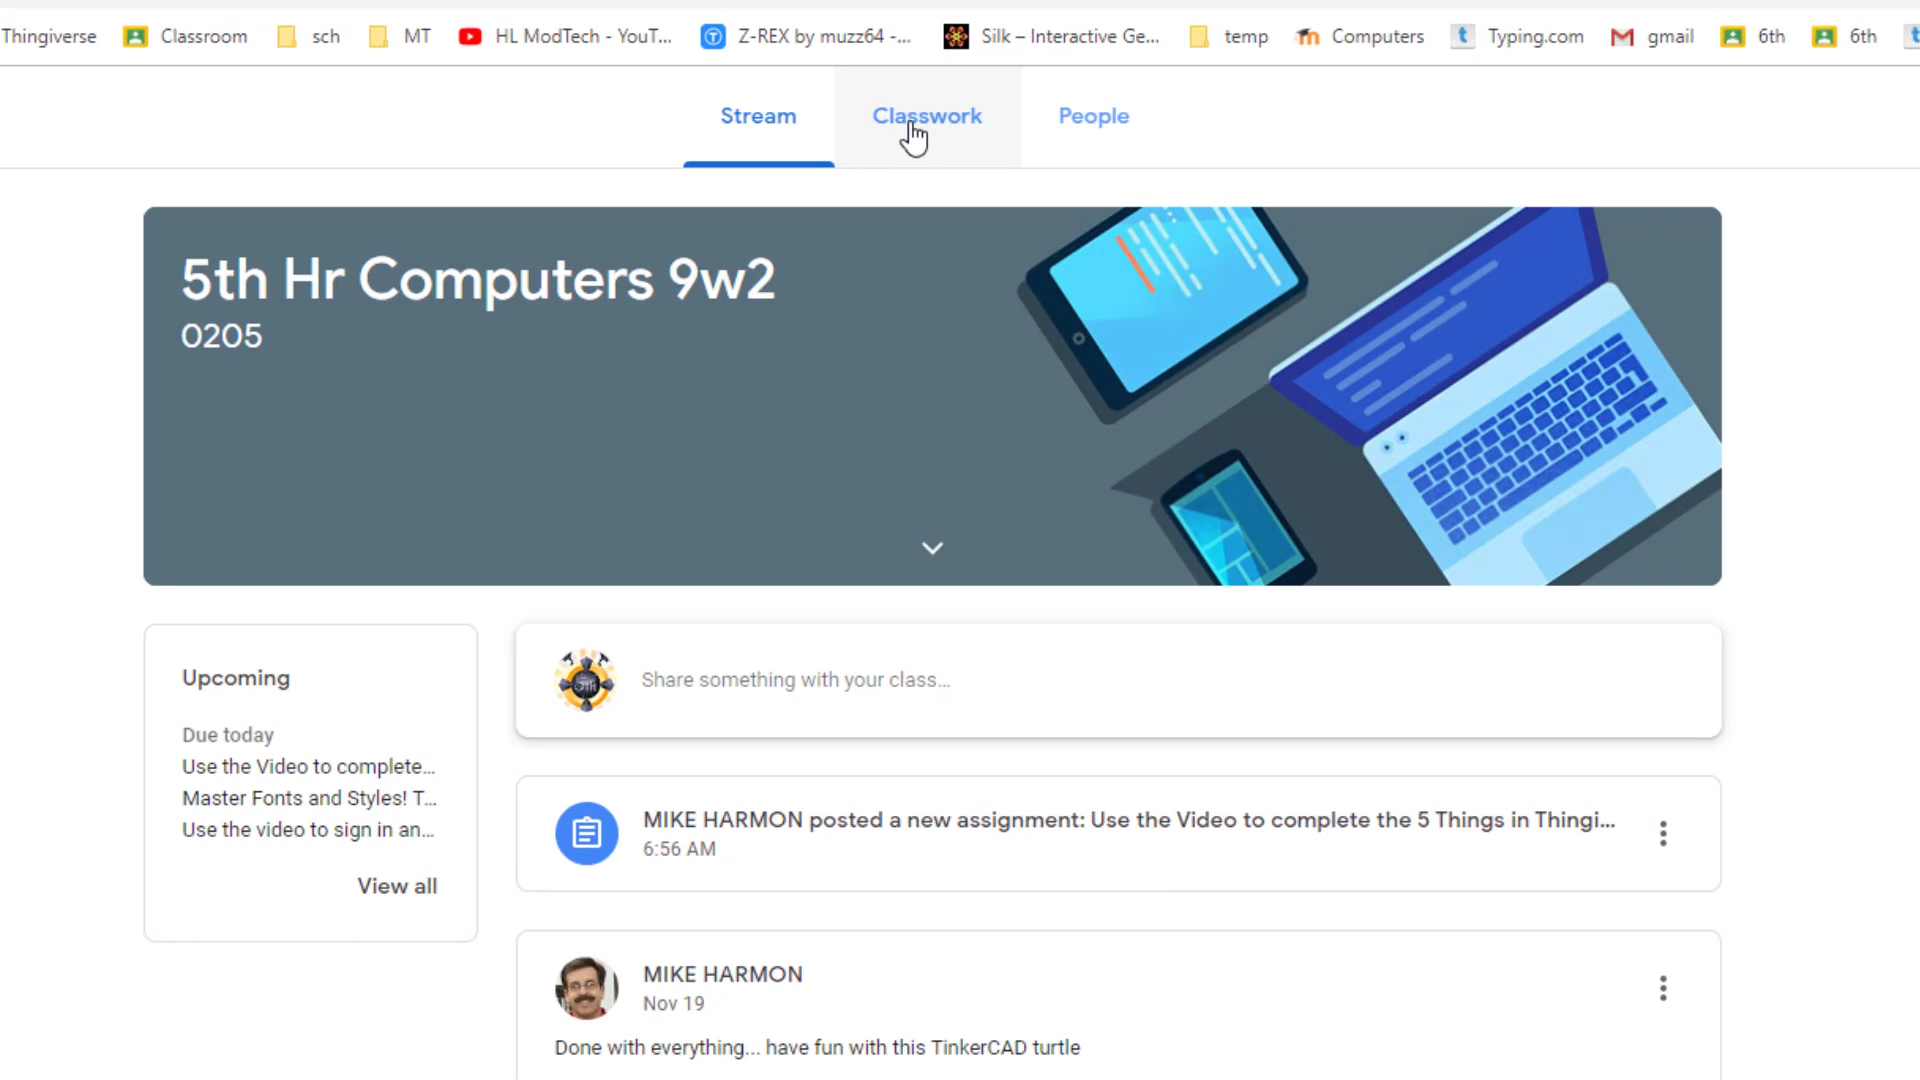 Thingiverse Classroom sch MT HL ModTech - YouT... Z-REX by muzz64 -... Silk – Interactive Ge... temp Computers Typing.com gmail 6th 6th
Stream Classwork People
5th Hr Computers 9w2
0205
Upcoming
Due today
Use the Video to complete...
Master Fonts and Styles! T...
Use the video to sign in an...
View all
Share something with your class...
MIKE HARMON posted a new assignment: Use the Video to complete the 5 Things in Thingi...
6:56 AM
MIKE HARMON
Nov 19
Done with everything... have fun with this TinkerCAD turtle